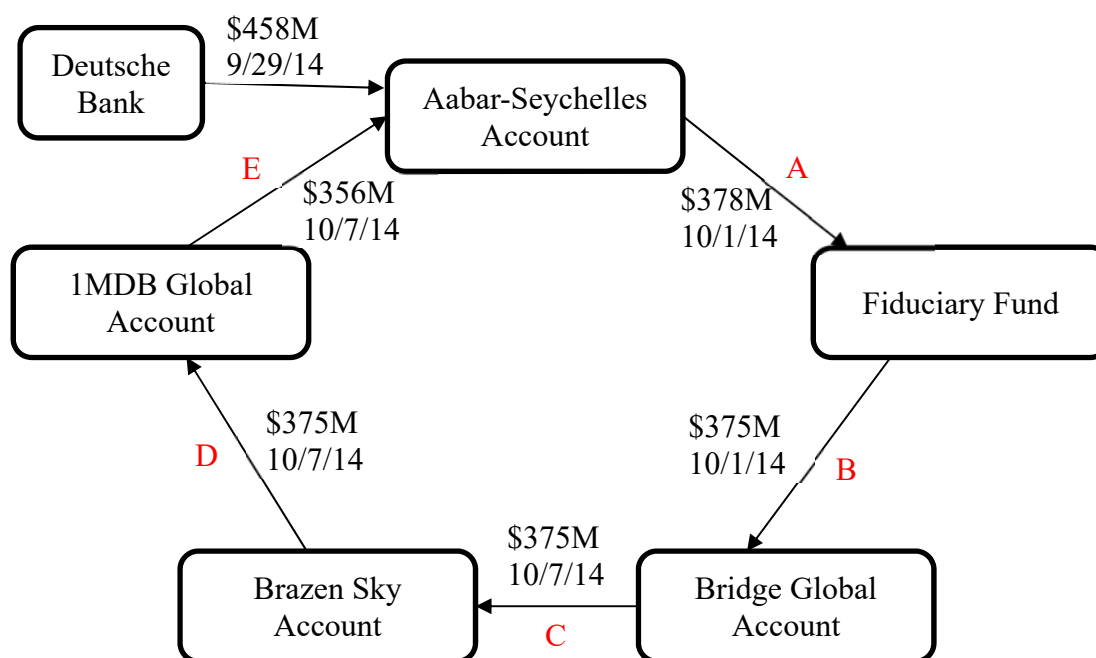 $458M
9/29/14
Deutsche
Bank
Aabar-Seychelles
Account
E
A
$356M
10/7/14
$378M
10/1/14
1MDB Global
Account
Fiduciary Fund
$375M
10/7/14
D
$375M
10/1/14
B
$375M
10/7/14
Brazen Sky
Account
C
Bridge Global
Account